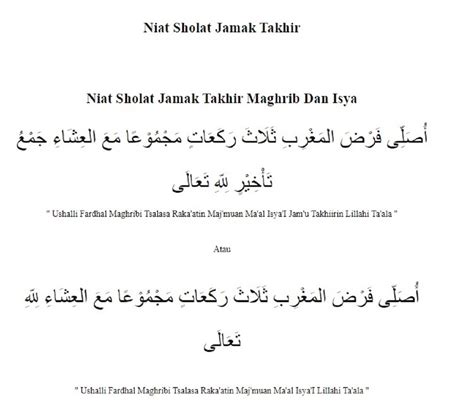 Niat Sholat Jamak Takhir
Niat Sholat Jamak Takhir Maghrib Dan Isya
أُصَلِّى فَرْضَ المَغْرِبِ ثَلَاثَ رَكَعَاتٍ مَجْمُوْعًا مَعَ العِشَاءِ جَمْعُ
تَأْخِيْرِ لِلّٰهِ تَعَالَى
" Ushalli Fardhal Maghribi Tsalasa Raka'atin Maj'muan Ma'al Isya'I Jam'u Takhiirin Lillahi Ta'ala "
Atau
أُصَلِّى فَرْضَ المَغْرِبِ ثَلَاثَ رَكَعَاتِ مَجْمُوْعًا مَعَ العِشَاءِ لِلّٰهِ
تَعَالَى
" Ushalli Fardhal Maghribi Tsalasa Raka'atin Maj'muan Ma'al Isya'I Lillahi Ta'ala "